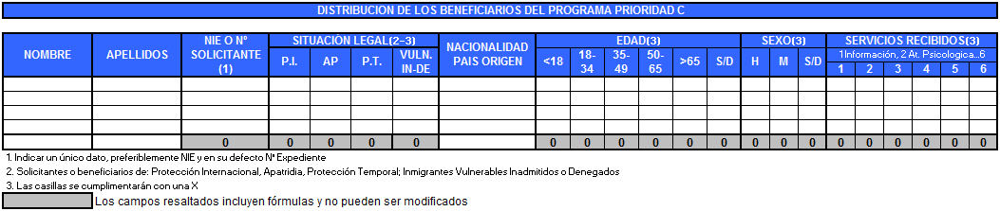 DISTRIBUCION DE LOS BENEFICIARIOS DEL PROGRAMA PRIORIDAD C
NOMBRE APELLIDOS NIE O Nº SOLICITANTE (1) SITUACIÓN LEGAL(2-3) NACIONALIDAD PAIS ORIGEN EDAD(3) SEXO(3) SERVICIOS RECIBIDOS(3)
1Información, 2 At. Psicologica...6
P.I. AP P.T. VULN. IN-DE <18 18-34 35-49 50-65 >65 S/D H M S/D 1 2 3 4 5 6
0 0 0 0 0 0 0 0 0 0 0 0 0 0 0 0 0 0 0 0
1. Indicar un único dato, preferiblemente NIE y en su defecto Nº Expediente
2. Solicitantes o beneficiarios de: Protección Internacional, Apatridia, Protección Temporal; Inmigrantes Vulnerables Inadmitidos o Denegados
3. Las casillas se cumplimentarán con una X
Los campos resaltados incluyen fórmulas y no pueden ser modificados